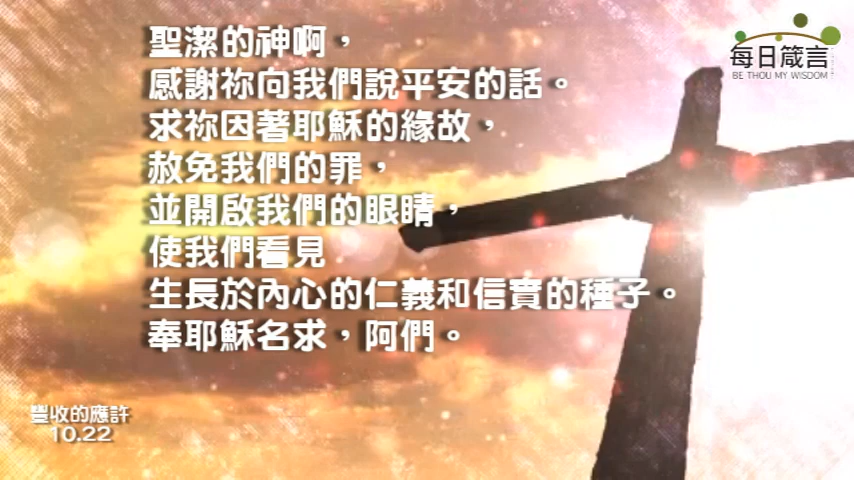 聖潔的神啊，
感謝祢向我們說平安的話。
求祢因著耶穌的緣故，
赦免我們的罪，
並開啟我們的眼睛，
使我們看見
生長於內心的仁義和信實的種子。
奉耶穌名求，阿們。
每日箴言
BE THOU MY WISDOM
豐收的應許
10.22